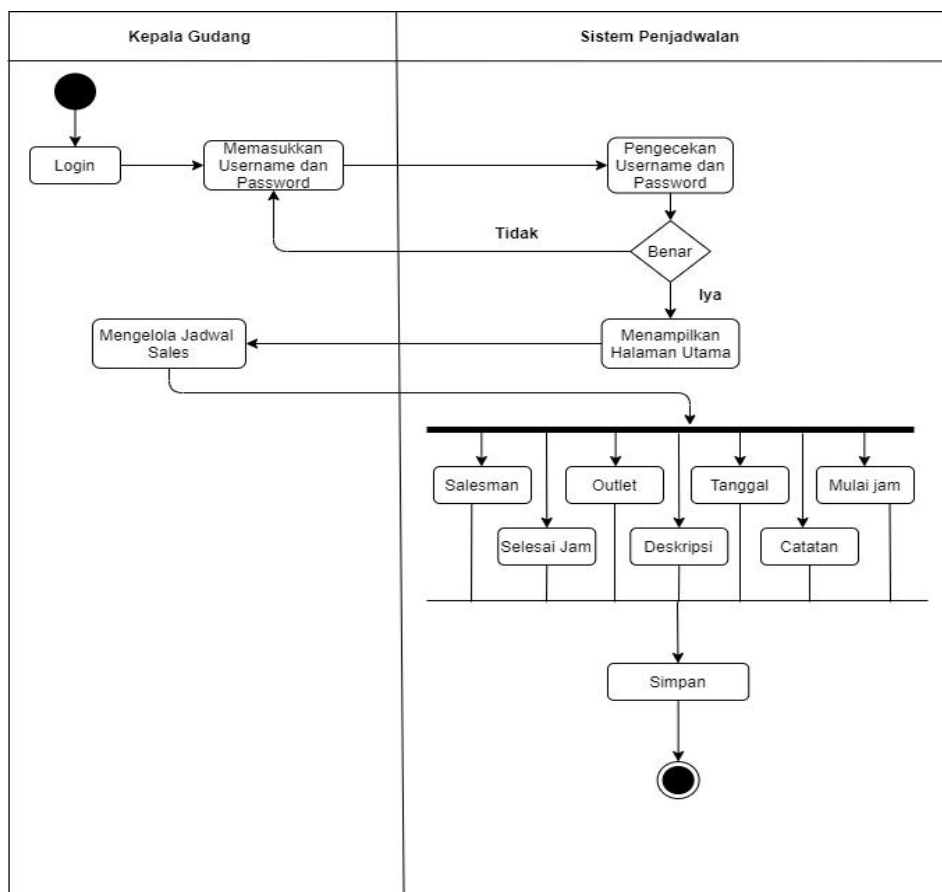 Kepala Gudang
Sistem Penjadwalan
Login
Memasukkan
Username dan
Password
Pengecekan
Username dan
Password
Tidak
Benar
Iya
Mengelola Jadwal
Sales
Menampilkan
Halaman Utama
Salesman
Outlet
Tanggal
Mulai jam
Selesai Jam
Deskripsi
Catatan
Simpan